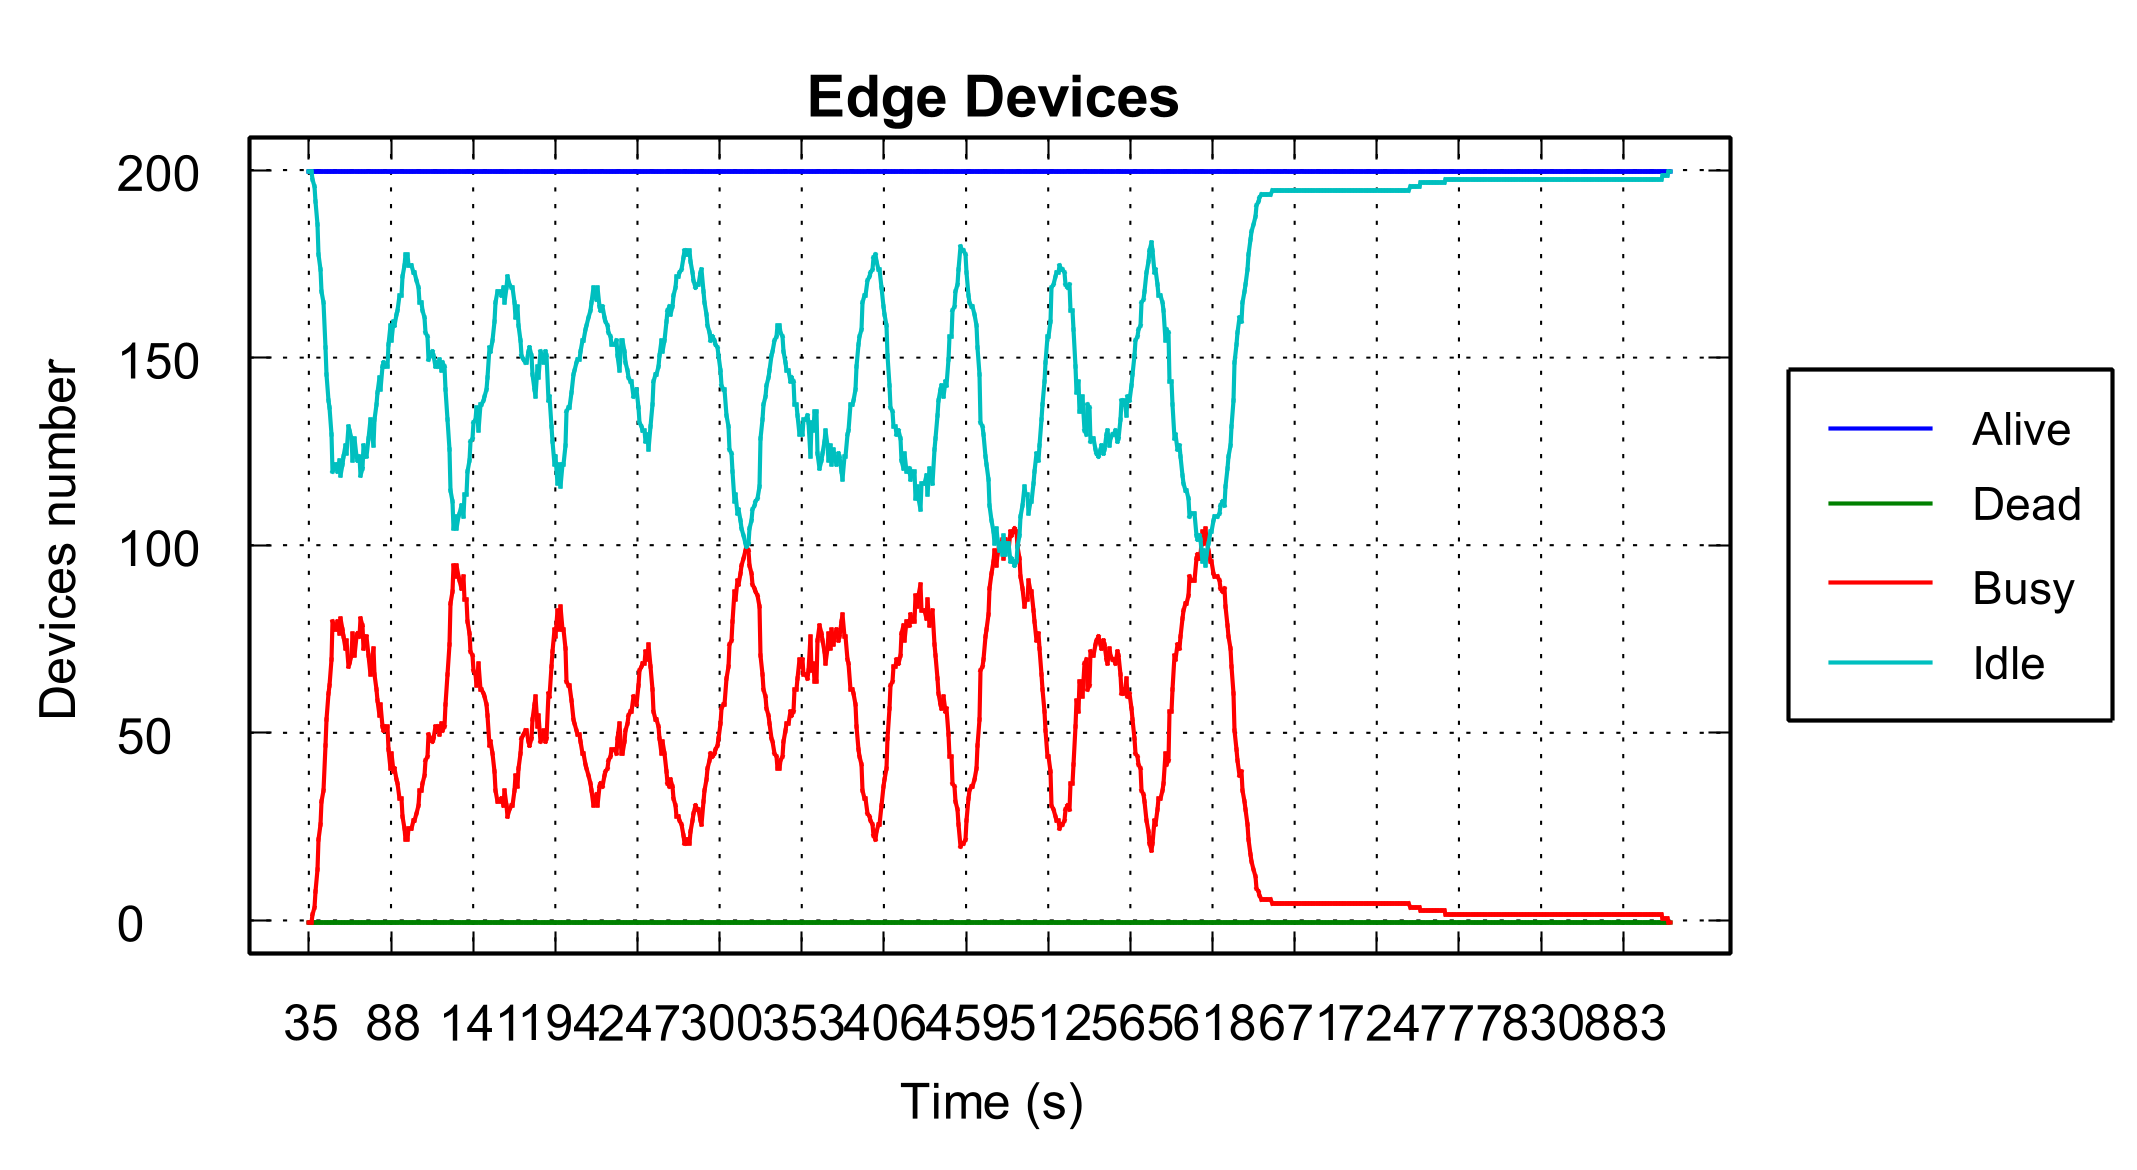 Edge Devices
200
150
100
50
0
Devices number
35 88 141194247300353406459512565618671724777830883
Time (s)
Alive
Dead
Busy
Idle